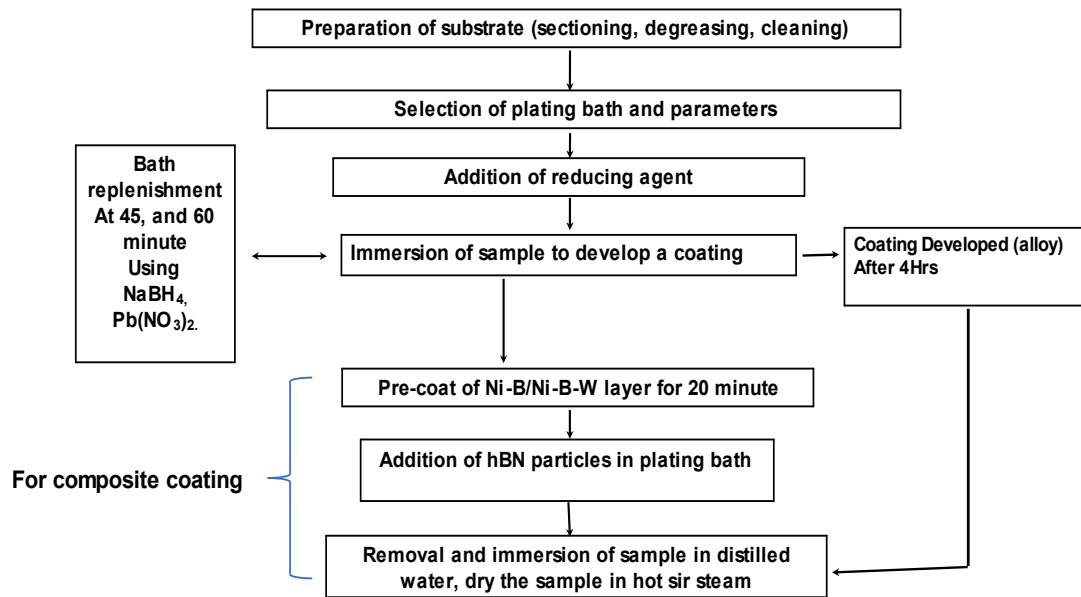 Preparation of substrate (sectioning, degreasing, cleaning)
Selection of plating bath and parameters
Addition of reducing agent
Bath
replenishment
At 45, and 60
minute
Using
NaBH₄,
Pb(NO₃)₂.
Immersion of sample to develop a coating
Coating Developed (alloy)
After 4Hrs
Pre-coat of Ni-B/Ni-B-W layer for 20 minute
For composite coating
Addition of hBN particles in plating bath
Removal and immersion of sample in distilled
water, dry the sample in hot sir steam